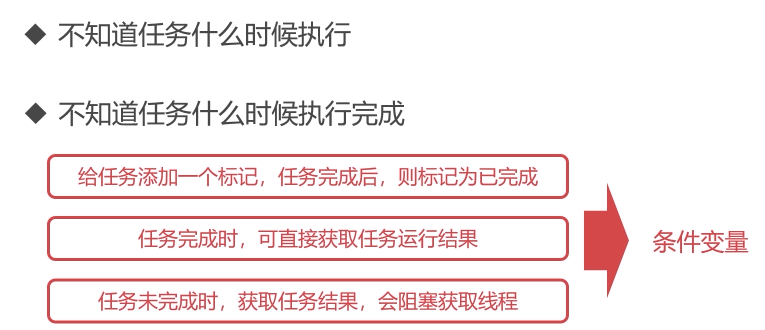 ◆ 不知道任务什么时候执行
◆ 不知道任务什么时候执行完成
给任务添加一个标记，任务完成后，则标记为已完成
任务完成时，可直接获取任务运行结果
任务未完成时，获取任务结果，会阻塞获取线程
条件变量